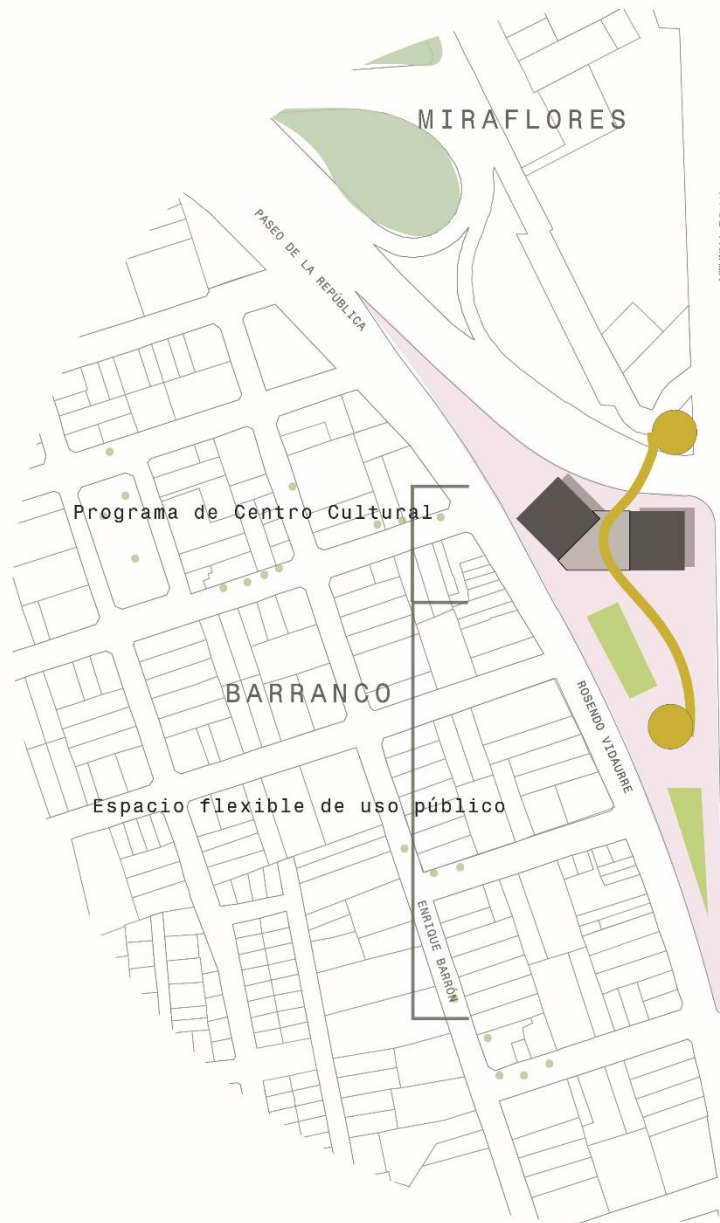 MIRAFLORES
PASEO DE LA REPÚBLICA
Programa de Centro Cultural
BARRANCO
ROSENDO VIDAURRE
Espacio flexible de uso público
ENRIQUE BARRÓN